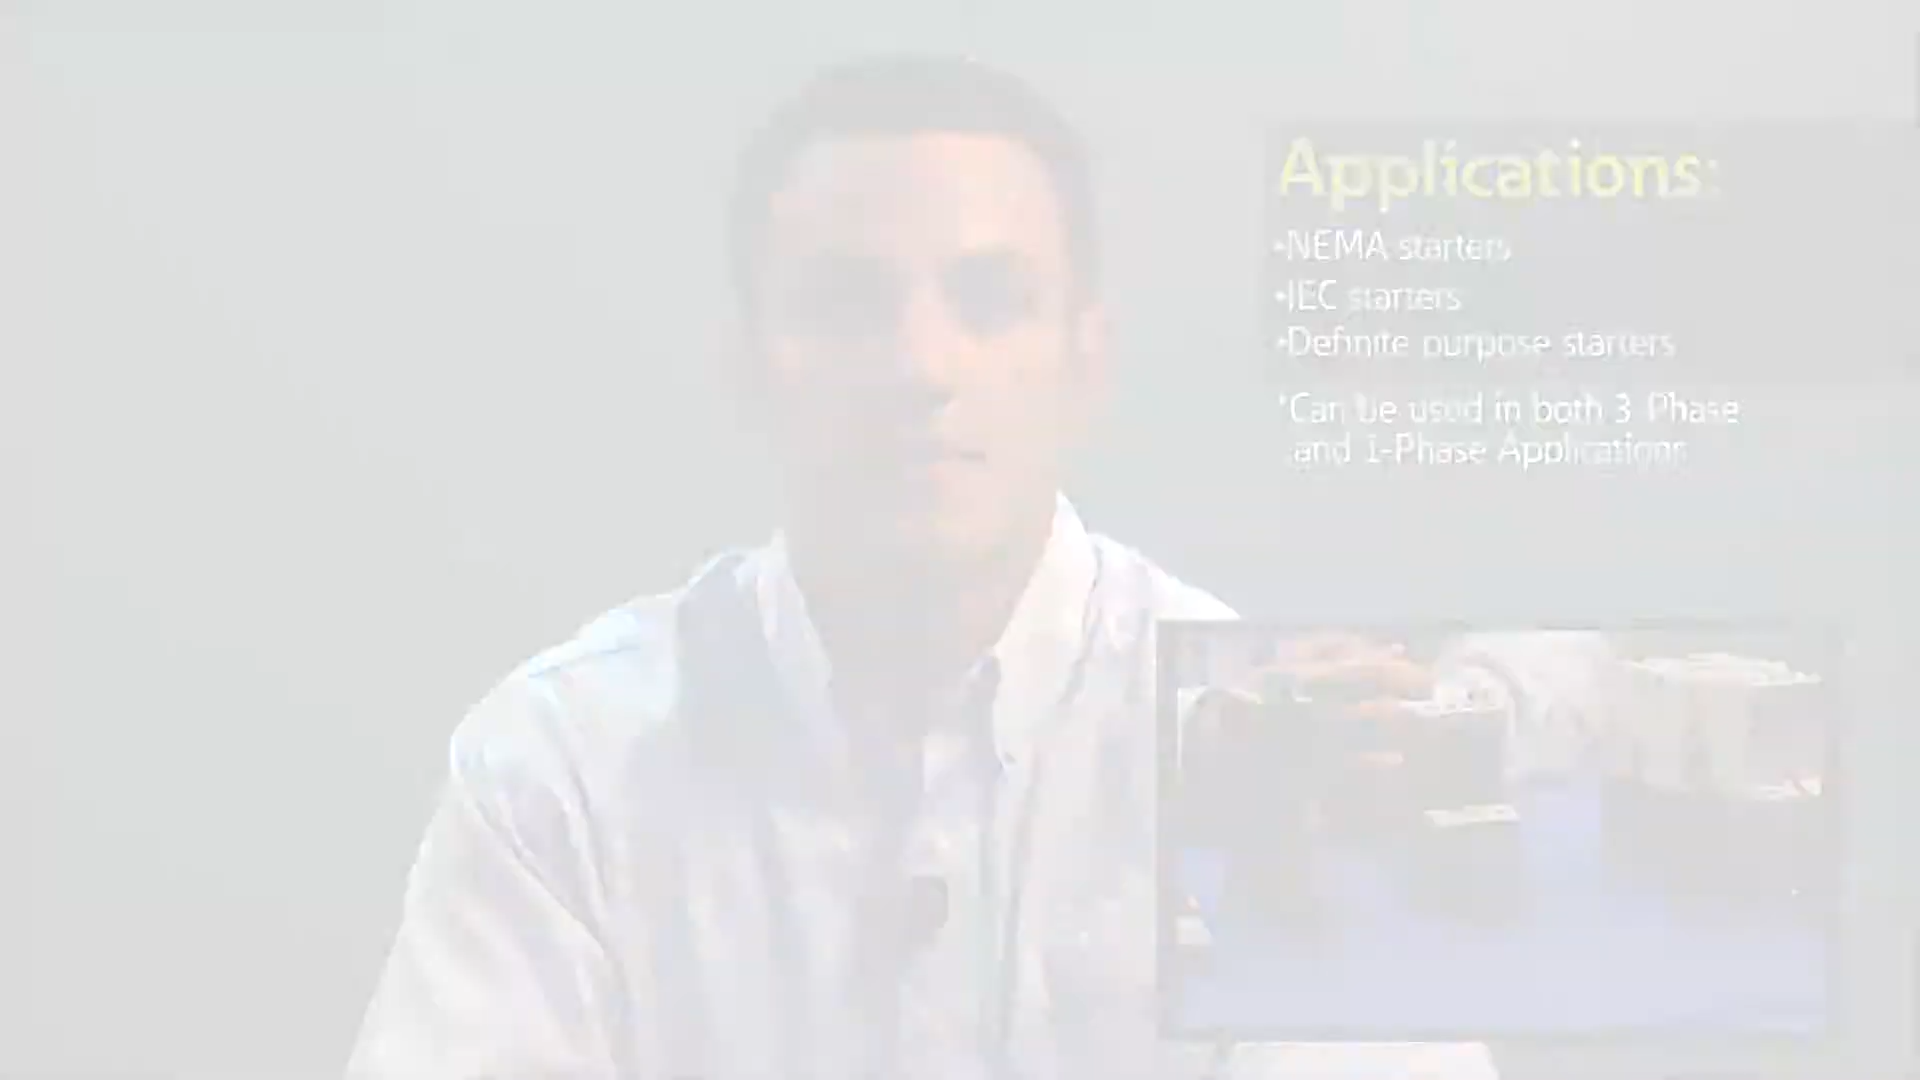 Applications:
•NEMA starters
•IEC starters
•Definite purpose starters
*Can be used in both 3-Phase
and 1-Phase Applications